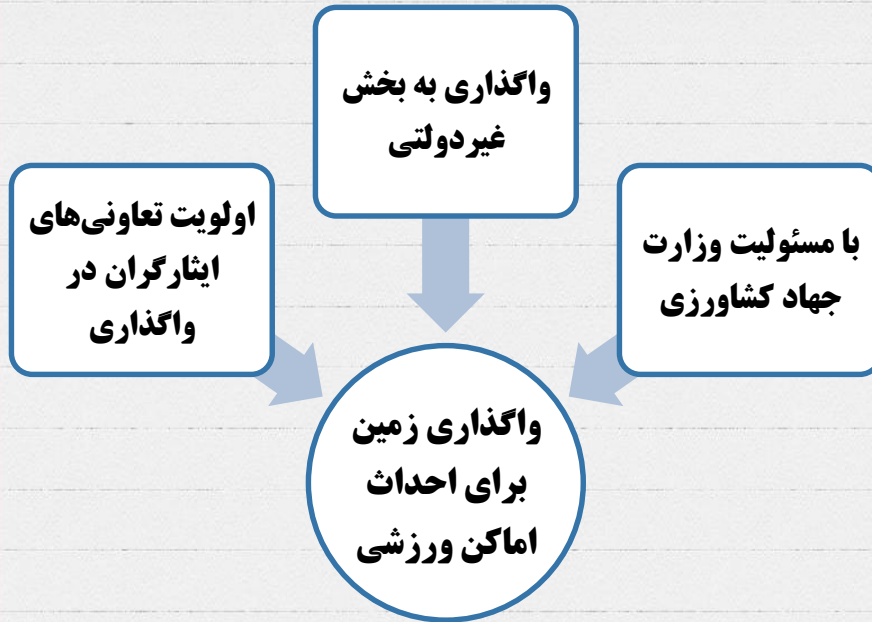 واگذاری به بخش
غیردولتی
با مسئولیت وزارت
جهاد کشاورزی
اولویت تعاونی‌های
ایثارگران در
واگذاری
واگذاری زمین
برای احداث
اماکن ورزشی